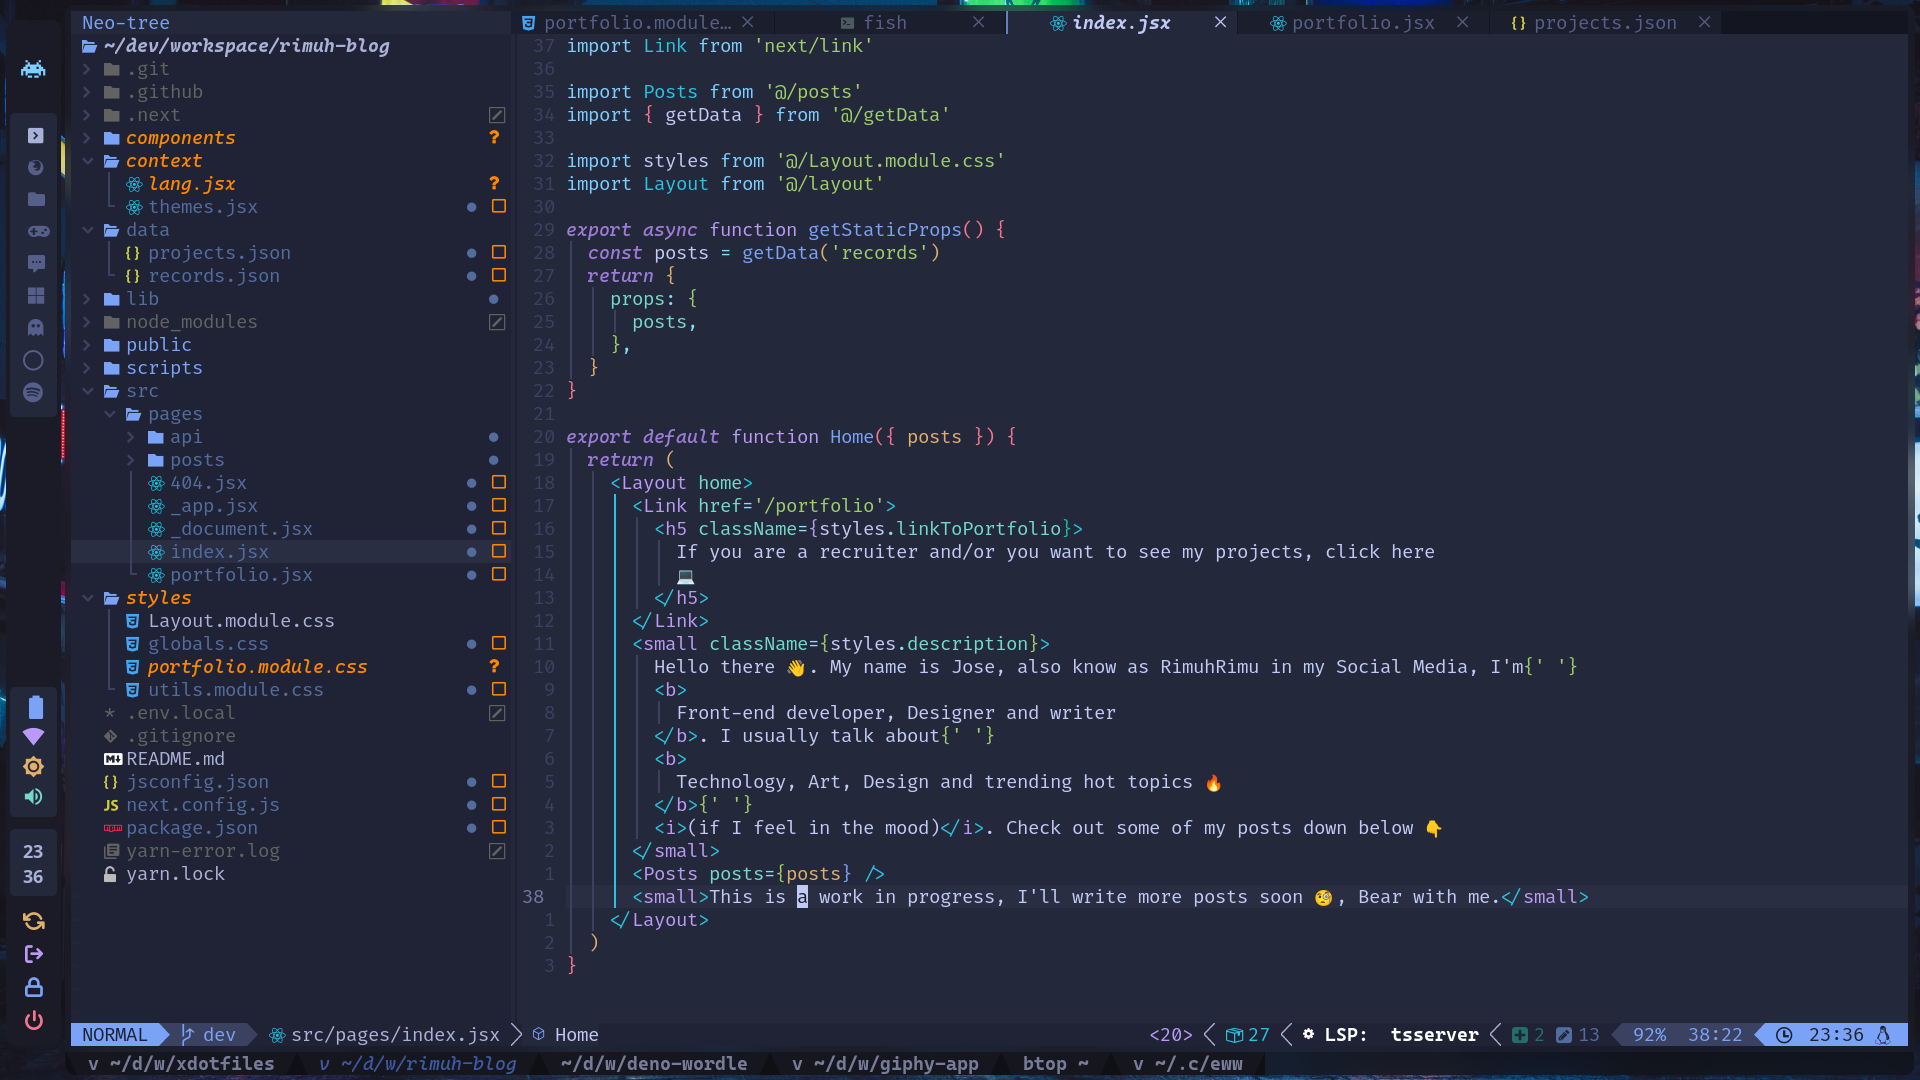 Neo-tree
~/dev/workspace/rimuh-blog
.git
.github
.next
components ?
context
lang.jsx ?
themes.jsx
data
{} projects.json
{} records.json
lib
node_modules
public
scripts
src
pages
api
posts
404.jsx
_app.jsx
_document.jsx
index.jsx
portfolio.jsx
styles
Layout.module.css
globals.css
portfolio.module.css ?
utils.module.css
* .env.local
.gitignore
README.md
{} jsconfig.json
JS next.config.js
package.json
yarn-error.log
yarn.lock
23
36
portfolio.module… fish index.jsx portfolio.jsx {} projects.json
37 import Link from 'next/link'
36
35 import Posts from '@/posts'
34 import { getData } from '@/getData'
33
32 import styles from '@/Layout.module.css'
31 import Layout from '@/layout'
30
29 export async function getStaticProps() {
28 const posts = getData('records')
27 return {
26 props: {
25 posts,
24 },
23 }
22 }
21
20 export default function Home({ posts }) {
19 return (
18 <Layout home>
17 <Link href='/portfolio'>
16 <h5 className={styles.linkToPortfolio}>
15 If you are a recruiter and/or you want to see my projects, click here
14 💻
13 </h5>
12 </Link>
11 <small className={styles.description}>
10 Hello there 👋. My name is Jose, also know as RimuhRimu in my Social Media, I'm{' '}
9 <b>
8 Front-end developer, Designer and writer
7 </b>. I usually talk about{' '}
6 <b>
5 Technology, Art, Design and trending hot topics 🔥
4 </b>{' '}
3 <i>(if I feel in the mood)</i>. Check out some of my posts down below 👇
2 </small>
1 <Posts posts={posts} />
38 <small>This is a work in progress, I'll write more posts soon 🧐, Bear with me.</small>
1 </Layout>
2 )
3 }
NORMAL dev src/pages/index.jsx Home <20> 27 LSP: tsserver 2 13 92% 38:22 23:36
v ~/d/w/xdotfiles v ~/d/w/rimuh-blog ~/d/w/deno-wordle v ~/d/w/giphy-app btop ~ v ~/.c/eww